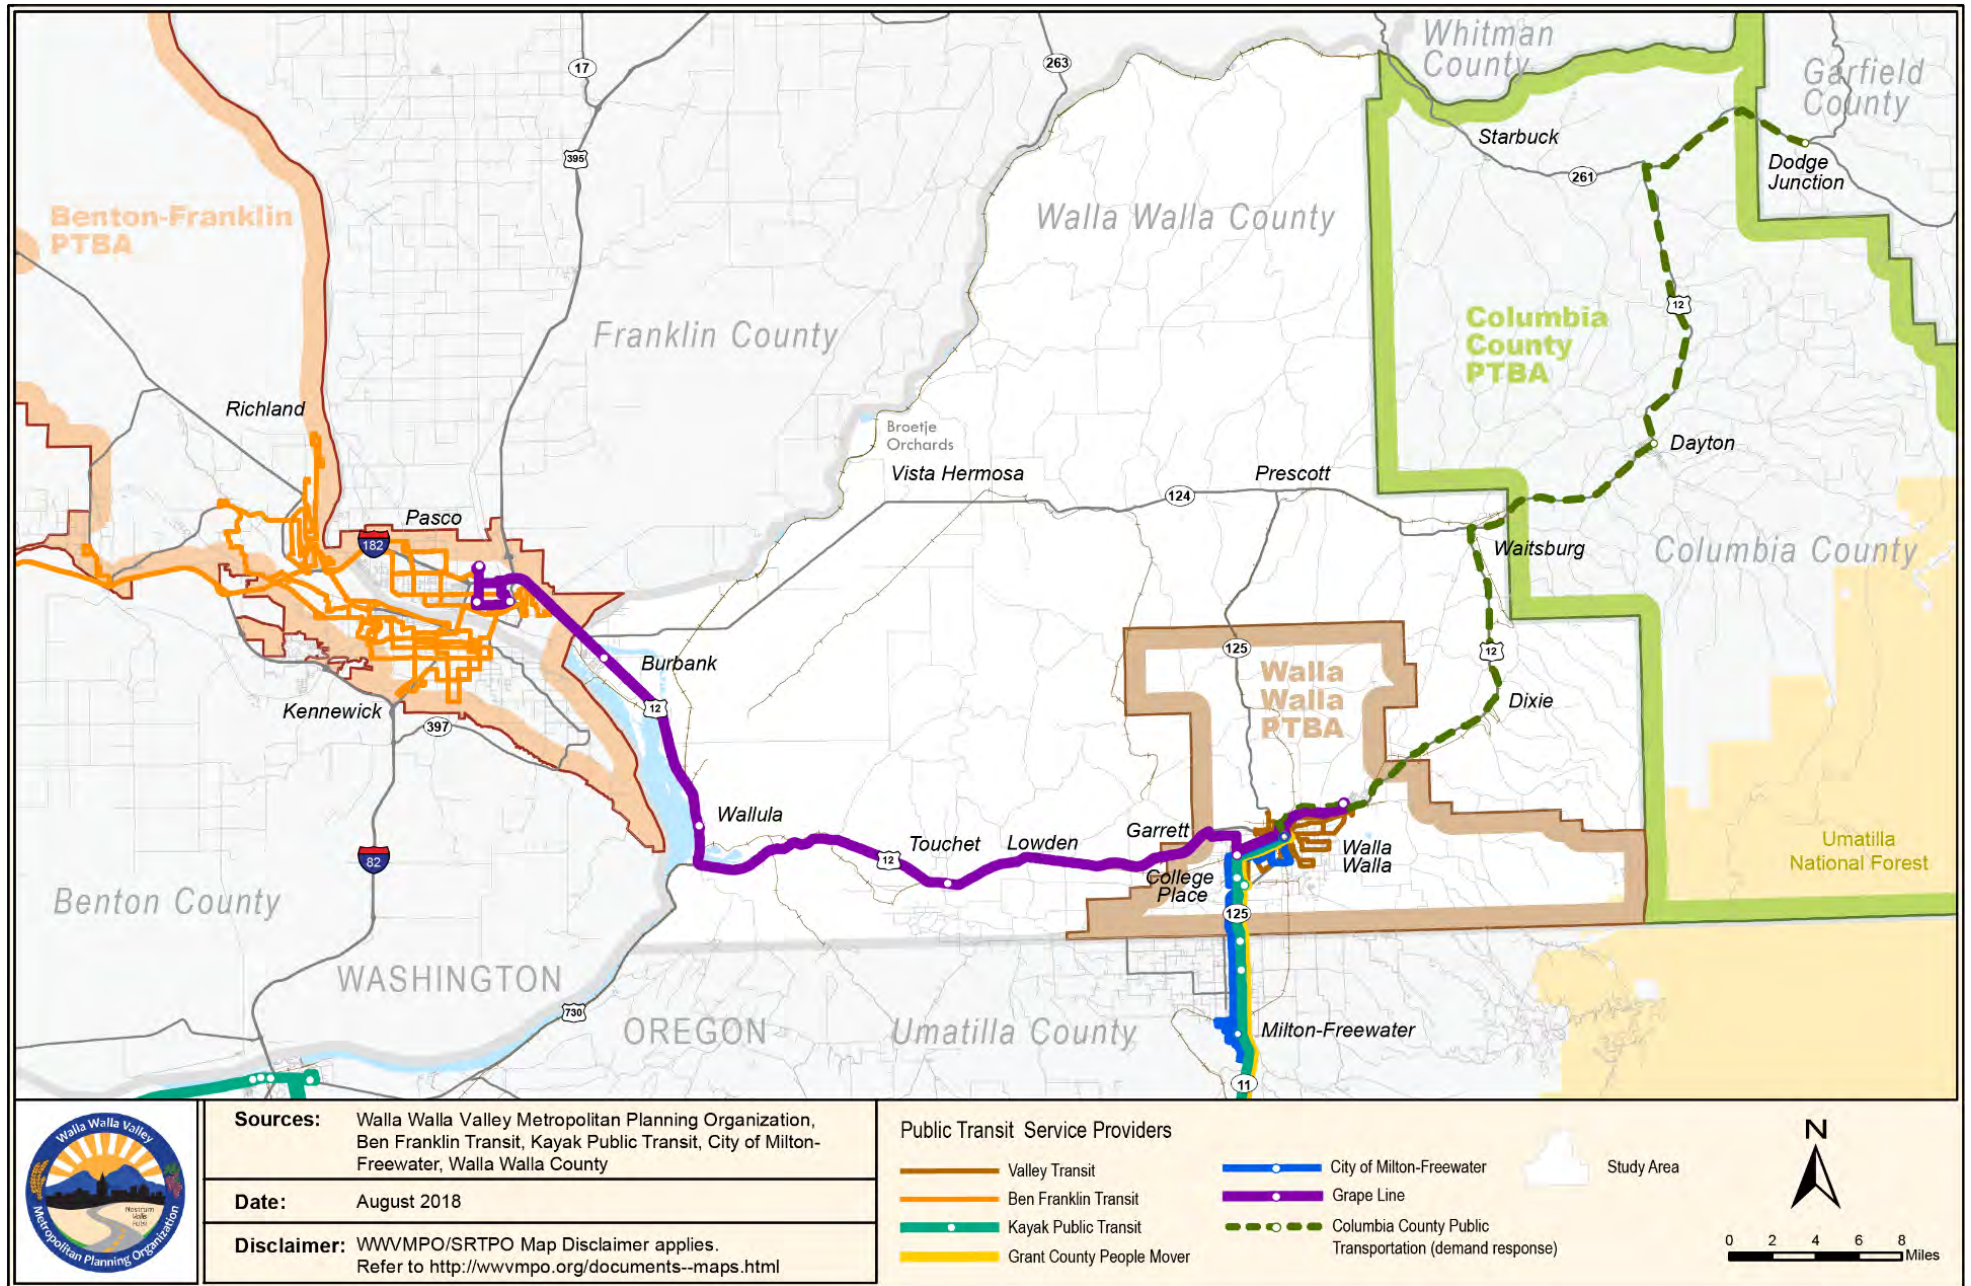 Whitman
County
Garfield
County
17
263
395
Starbuck
Dodge
Junction
261
Benton-Franklin
PTBA
Walla Walla County
12
Franklin County
Columbia
County
PTBA
Richland
Broetje
Orchards
Dayton
Vista Hermosa
Prescott
124
Pasco
182
Waitsburg
Columbia County
125
12
Burbank
Walla
Walla
PTBA
Dixie
12
Kennewick
397
Wallula
Touchet
Lowden
Garrett
12
Walla
Walla
Umatilla
National Forest
82
College
Place
125
Benton County
WASHINGTON
730
OREGON
Umatilla County
Milton-Freewater
11
Walla Walla Valley
Metropolitan Planning Organization
Sources: Walla Walla Valley Metropolitan Planning Organization,
Ben Franklin Transit, Kayak Public Transit, City of Milton-
Freewater, Walla Walla County
Date: August 2018
Disclaimer: WWVMPO/SRTPO Map Disclaimer applies.
Refer to http://wwvmpo.org/documents--maps.html
Public Transit Service Providers
Valley Transit
Ben Franklin Transit
Kayak Public Transit
Grant County People Mover
City of Milton-Freewater
Grape Line
Columbia County Public
Transportation (demand response)
Study Area
N
0 2 4 6 8
Miles